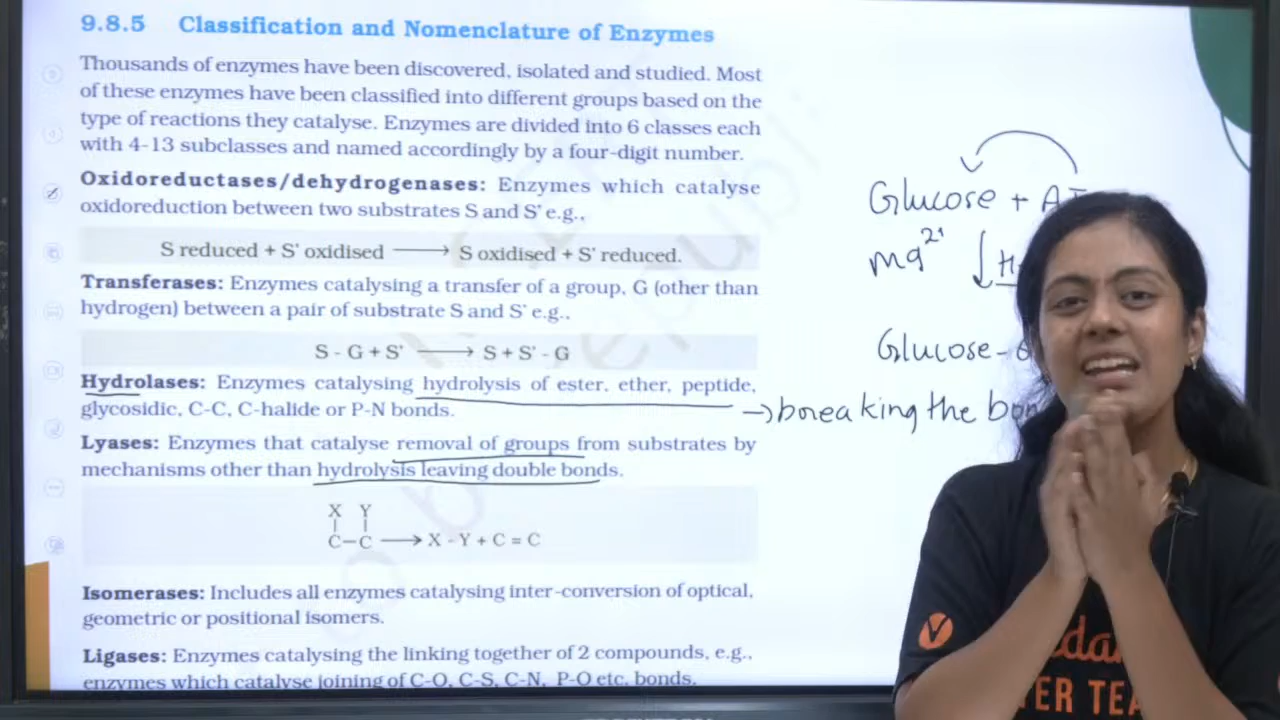 9.8.5 Classification and Nomenclature of Enzymes
Thousands of enzymes have been discovered, isolated and studied. Most
of these enzymes have been classified into different groups based on the
type of reactions they catalyse. Enzymes are divided into 6 classes each
with 4-13 subclasses and named accordingly by a four-digit number.
Oxidoreductases/dehydrogenases: Enzymes which catalyse
oxidoreduction between two substrates S and S' e.g.,
S reduced + S' oxidised ⟶ S oxidised + S' reduced.
Transferases: Enzymes catalysing a transfer of a group, G (other than
hydrogen) between a pair of substrate S and S' e.g.,
S - G + S' ⟶ S + S' - G
Hydrolases: Enzymes catalysing hydrolysis of ester, ether, peptide,
glycosidic, C-C, C-halide or P-N bonds.
Lyases: Enzymes that catalyse removal of groups from substrates by
mechanisms other than hydrolysis leaving double bonds.
X Y
C–C ⟶ X - Y + C = C
Isomerases: Includes all enzymes catalysing inter-conversion of optical,
geometric or positional isomers.
Ligases: Enzymes catalysing the linking together of 2 compounds, e.g.,
enzymes which catalyse joining of C-O, C-S, C-N, P-O etc. bonds.
Glucose + A
mg2+
Glucose-
→ breaking the bon
V
TER TEA